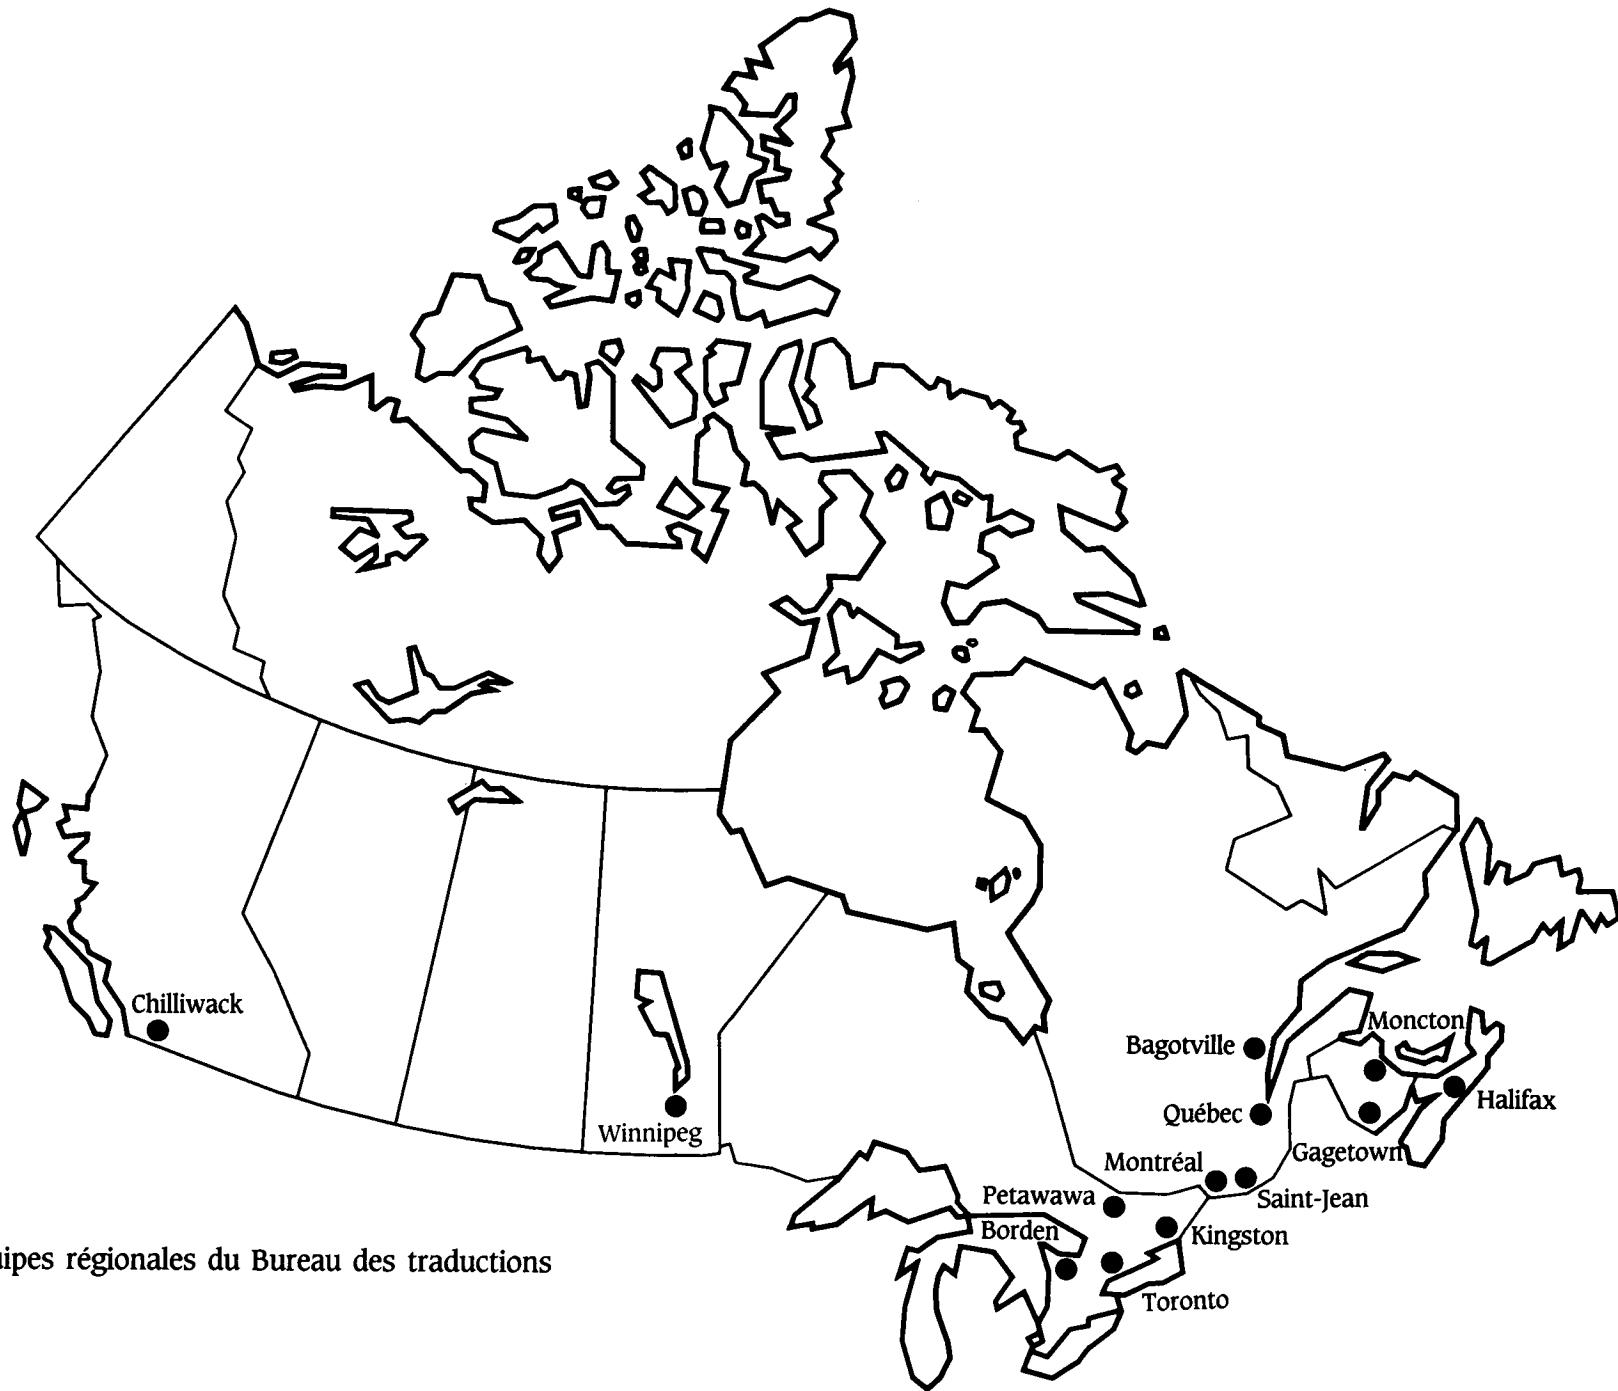 Chilliwack
Winnipeg
Bagotville
Moncton
Québec
Halifax
Gagetown
Montréal
Saint-Jean
Petawawa
Borden
Kingston
Toronto
régionales du Bureau des traductions